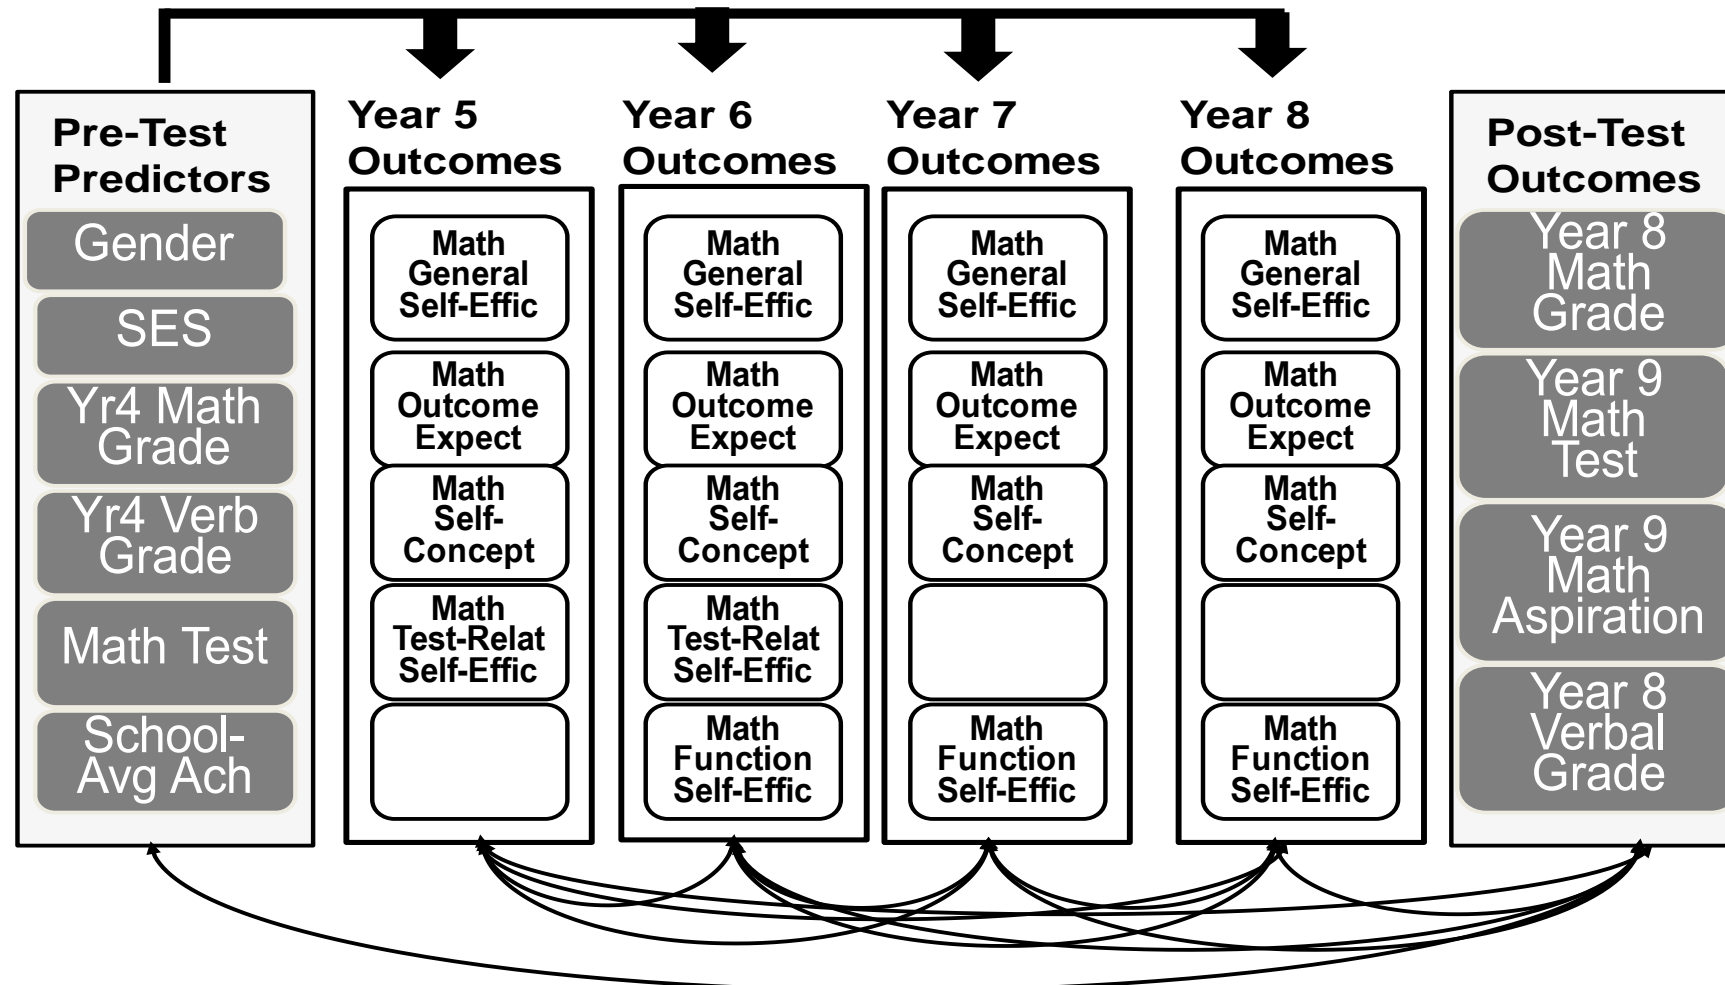 Pre-Test
Predictors
Gender
SES
Yr4 Math
Grade
Yr4 Verb
Grade
Math Test
School-
Avg Ach
Year 5
Outcomes
Math
General
Self-Effic
Math
Outcome
Expect
Math
Self-
Concept
Math
Test-Relat
Self-Effic
Year 6
Outcomes
Math
General
Self-Effic
Math
Outcome
Expect
Math
Self-
Concept
Math
Test-Relat
Self-Effic
Math
Function
Self-Effic
Year 7
Outcomes
Math
General
Self-Effic
Math
Outcome
Expect
Math
Self-
Concept
Math
Function
Self-Effic
Year 8
Outcomes
Math
General
Self-Effic
Math
Outcome
Expect
Math
Self-
Concept
Math
Function
Self-Effic
Post-Test
Outcomes
Year 8
Math
Grade
Year 9
Math
Test
Year 9
Math
Aspiration
Year 8
Verbal
Grade